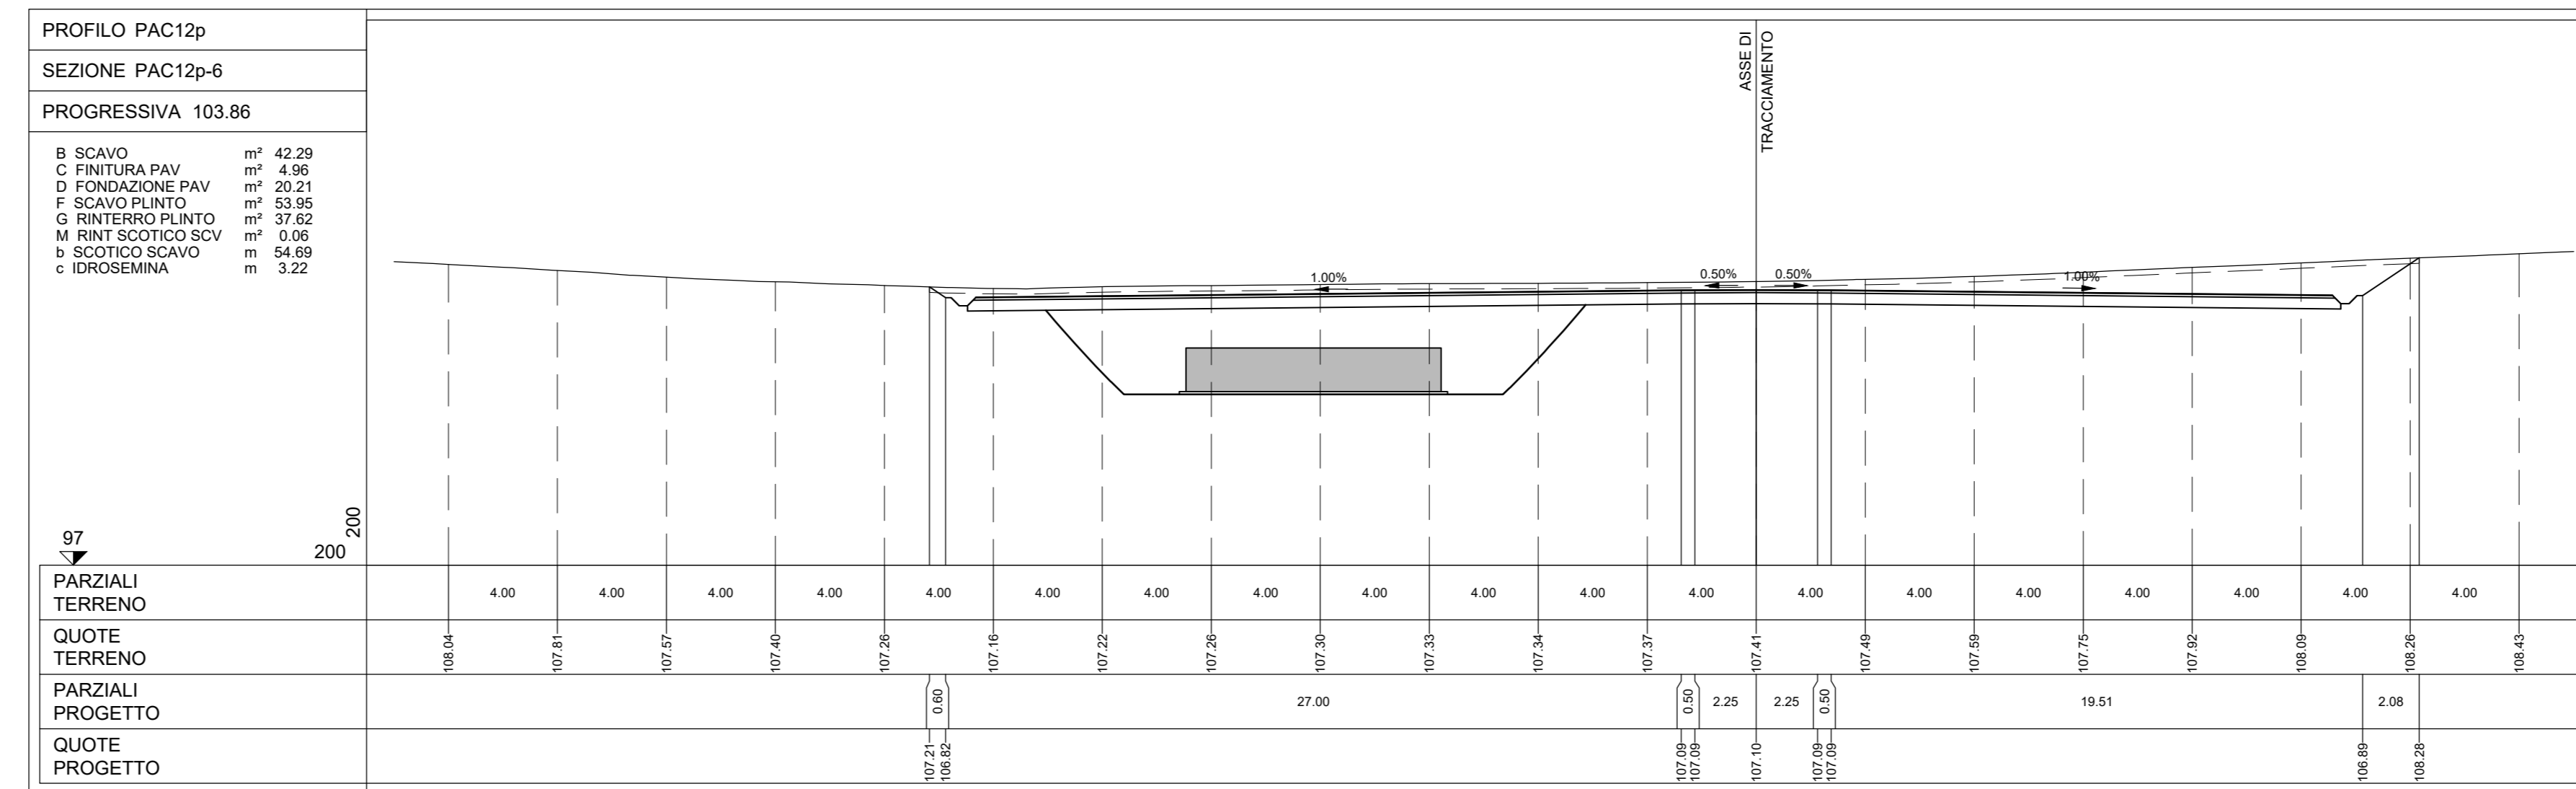 PROFILO PAC12p
SEZIONE PAC12p-6
PROGRESSIVA 103.86
B SCAVO m² 42.29
C FINITURA PAV m² 4.96
D FONDAZIONE PAV m² 20.21
F SCAVO PLINTO m² 53.95
G RINTERRO PLINTO m² 37.62
M RINT SCOTICO SCV m² 0.06
b SCOTICO SCAVO m 54.69
c IDROSEMINA m 3.22
ASSE DI
TRACCIAMENTO
1.00%
0.50%
0.50%
1.00%
97
200
200
PARZIALI
TERRENO
4.00 4.00 4.00 4.00 4.00 4.00 4.00 4.00 4.00 4.00 4.00 4.00 4.00 4.00 4.00 4.00 4.00 4.00 4.00
QUOTE
TERRENO
108.04 107.81 107.57 107.40 107.26 107.16 107.22 107.26 107.30 107.33 107.34 107.37 107.41 107.49 107.59 107.75 107.92 108.09 108.26 108.43
PARZIALI
PROGETTO
0.60 27.00 0.50 2.25 2.25 0.50 19.51 2.08
QUOTE
PROGETTO
107.21 106.82 107.09 107.09 107.10 107.09 107.09 106.89 108.28